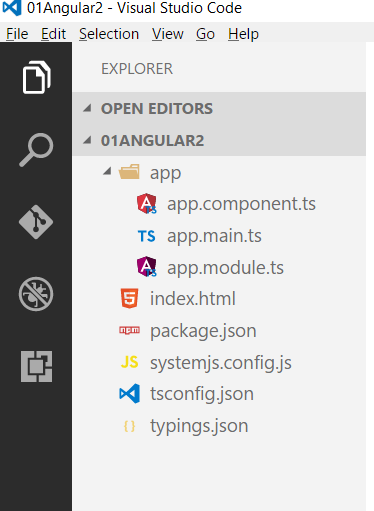 01Angular2 - Visual Studio Code
File Edit Selection View Go Help
EXPLORER
OPEN EDITORS
01ANGULAR2
app
app.component.ts
TS app.main.ts
app.module.ts
index.html
npm package.json
JS systemjs.config.js
tsconfig.json
{ } typings.json